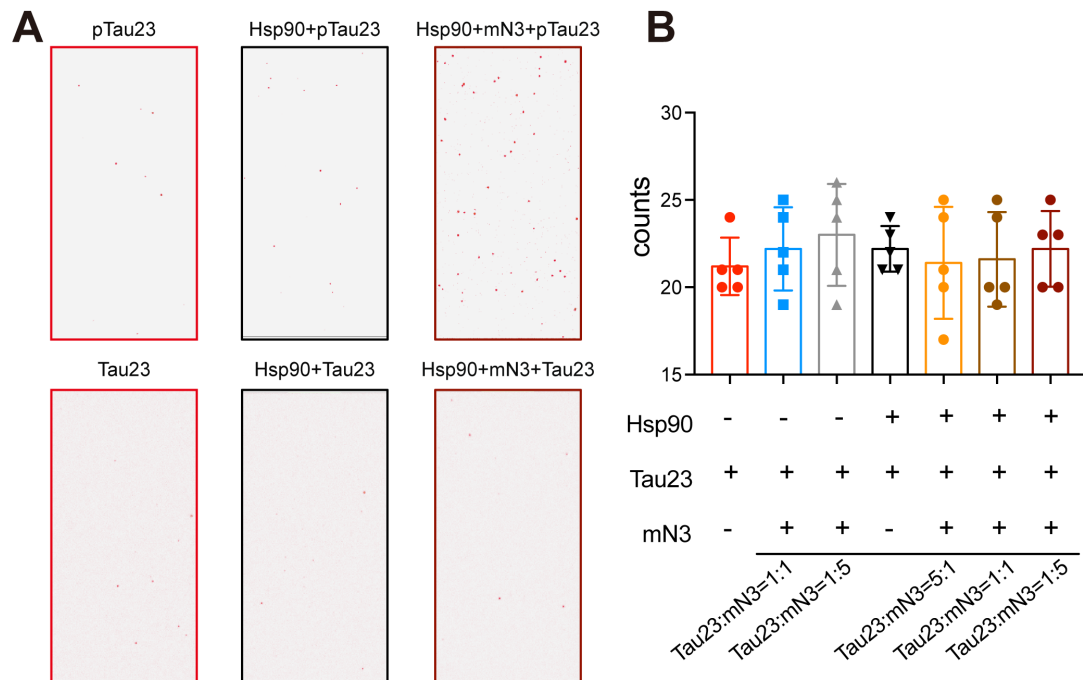 A
B
pTau23 Hsp90+pTau23 Hsp90+mN3+pTau23
Tau23 Hsp90+Tau23 Hsp90+mN3+Tau23
30
25
20
15
counts
Hsp90 - - - + + + +
Tau23 + + + + + + +
mN3 - + + - + + +
Tau23:mN3=1:1
Tau23:mN3=1:5
Tau23:mN3=5:1
Tau23:mN3=1:1
Tau23:mN3=1:5